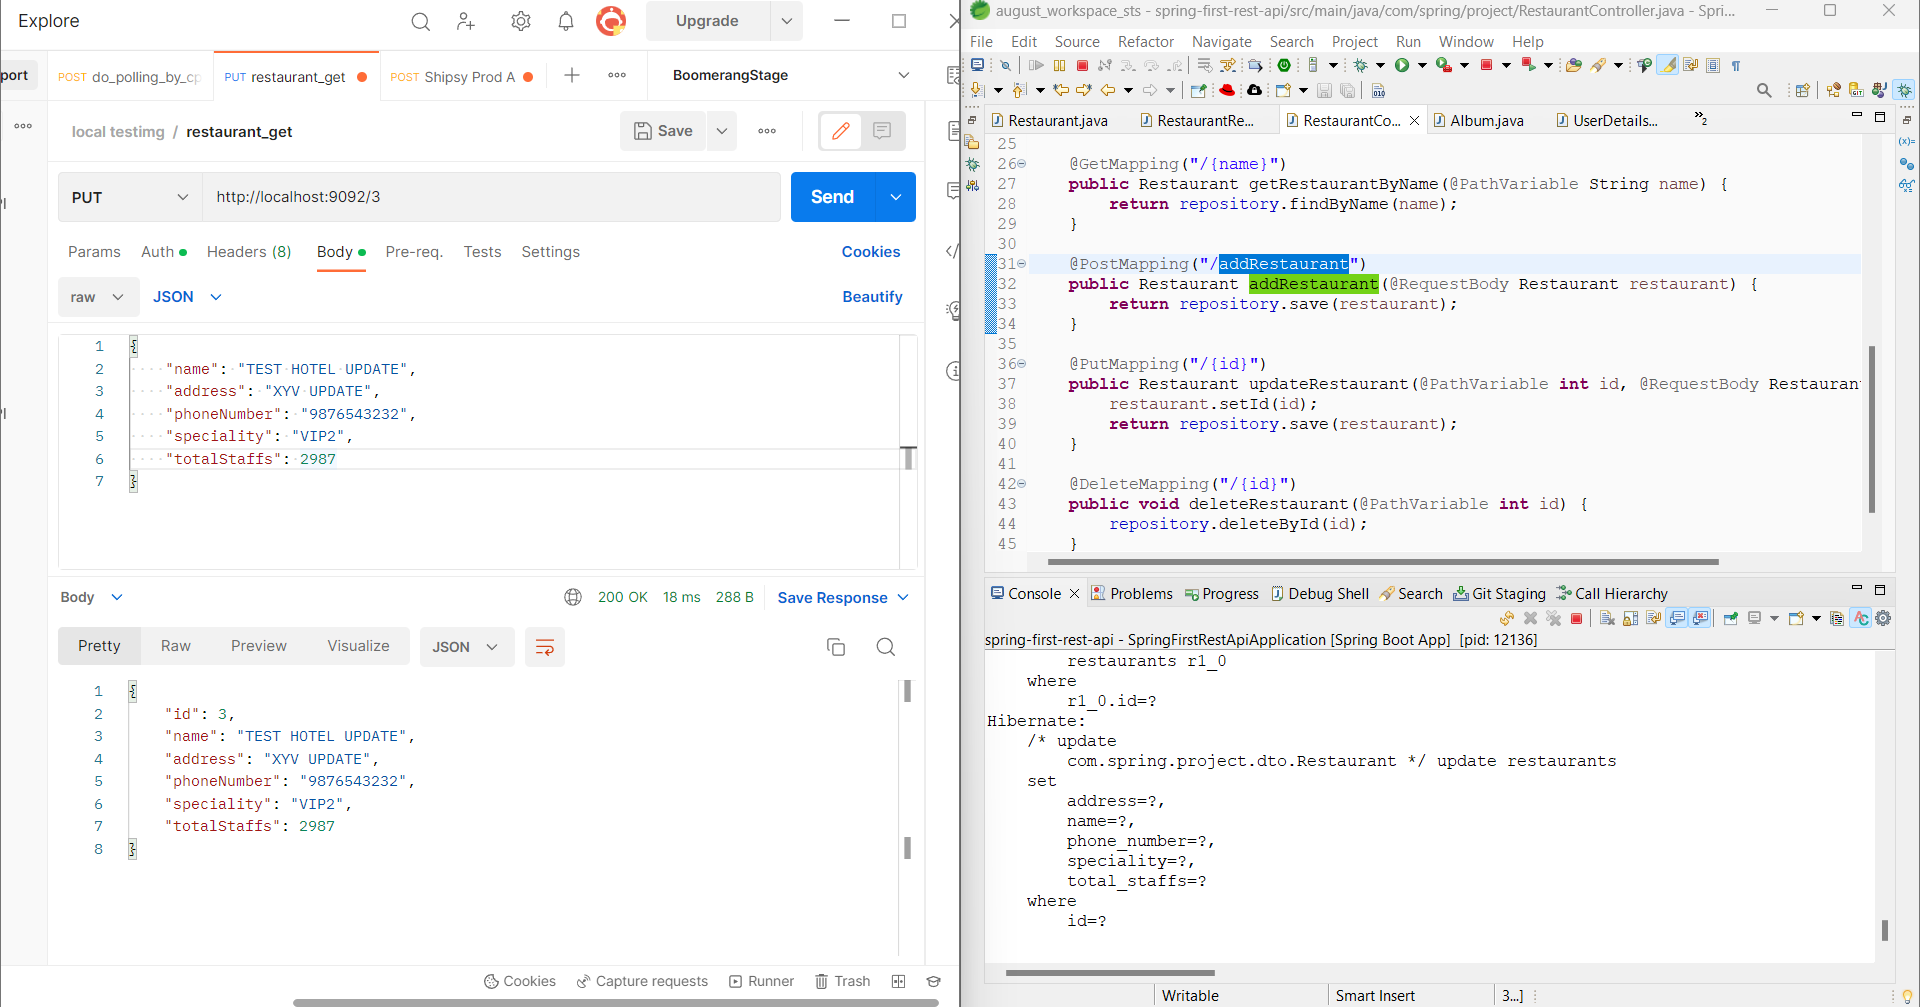 Explore
Upgrade
port
POST do_polling_by_cp
PUT restaurant_get
POST Shipsy Prod A
BoomerangStage
local testimg / restaurant_get
Save
PUT
http://localhost:9092/3
Send
Params
Auth
Headers (8)
Body
Pre-req.
Tests
Settings
Cookies
raw
JSON
Beautify
1 {
2 "name": "TEST HOTEL UPDATE",
3 "address": "XYV UPDATE",
4 "phoneNumber": "9876543232",
5 "speciality": "VIP2",
6 "totalStaffs": 2987
7 }
Body
200 OK
18 ms
288 B
Save Response
Pretty
Raw
Preview
Visualize
JSON
1 {
2 "id": 3,
3 "name": "TEST HOTEL UPDATE",
4 "address": "XYV UPDATE",
5 "phoneNumber": "9876543232",
6 "speciality": "VIP2",
7 "totalStaffs": 2987
8 }
Cookies
Capture requests
Runner
Trash
august_workspace_sts - spring-first-rest-api/src/main/java/com/spring/project/RestaurantController.java - Spri...
File Edit Source Refactor Navigate Search Project Run Window Help
Restaurant.java
RestaurantRe...
RestaurantCo...
Album.java
UserDetails...
25
26 @GetMapping("/{name}")
27 public Restaurant getRestaurantByName(@PathVariable String name) {
28 return repository.findByName(name);
29 }
30
31 @PostMapping("/addRestaurant")
32 public Restaurant addRestaurant(@RequestBody Restaurant restaurant) {
33 return repository.save(restaurant);
34 }
35
36 @PutMapping("/{id}")
37 public Restaurant updateRestaurant(@PathVariable int id, @RequestBody Restauran
38 restaurant.setId(id);
39 return repository.save(restaurant);
40 }
41
42 @DeleteMapping("/{id}")
43 public void deleteRestaurant(@PathVariable int id) {
44 repository.deleteById(id);
45 }
Console
Problems
Progress
Debug Shell
Search
Git Staging
Call Hierarchy
spring-first-rest-api - SpringFirstRestApiApplication [Spring Boot App] [pid: 12136]
restaurants r1_0
where
r1_0.id=?
Hibernate:
/* update
com.spring.project.dto.Restaurant */ update restaurants
set
address=?,
name=?,
phone_number=?,
speciality=?,
total_staffs=?
where
id=?
Writable
Smart Insert
3...]